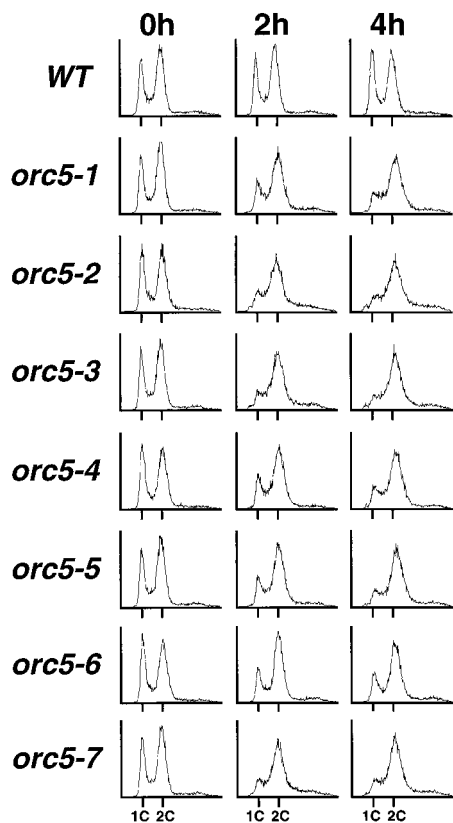 0h 2h 4h
WT
orc5-1
orc5-2
orc5-3
orc5-4
orc5-5
orc5-6
orc5-7
1C 2C 1C 2C 1C 2C